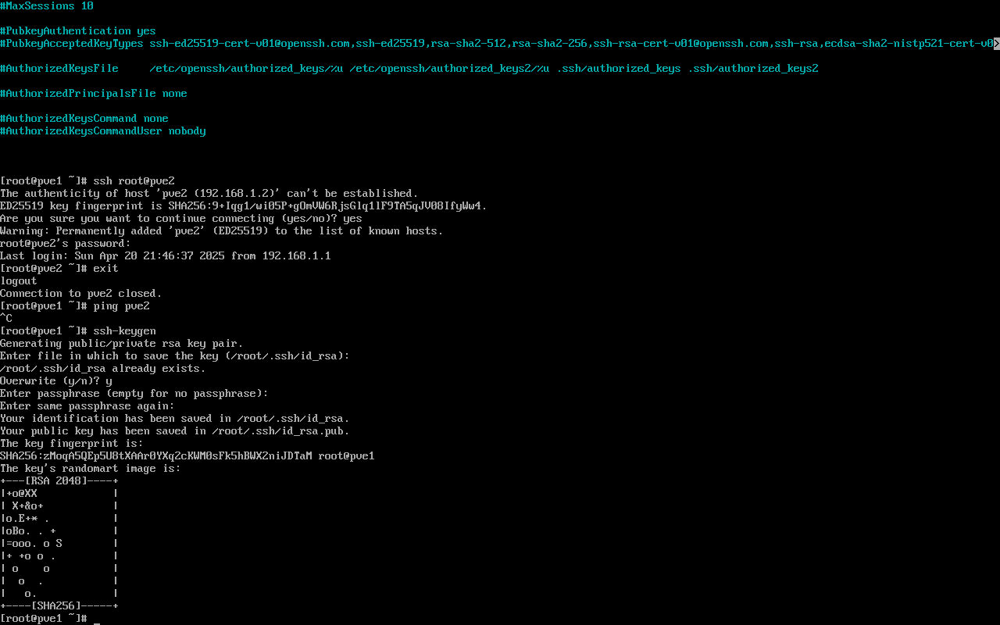 #MaxSessions 10
#PubkeyAuthentication yes
#PubkeyAcceptedKeyTypes ssh-ed25519-cert-v01@openssh.com,ssh-ed25519,rsa-sha2-512,rsa-sha2-256,ssh-rsa-cert-v01@openssh.com,ssh-rsa,ecdsa-sha2-nistp521-cert-v0>
#AuthorizedKeysFile     /etc/openssh/authorized_keys/%u /etc/openssh/authorized_keys2/%u .ssh/authorized_keys .ssh/authorized_keys2
#AuthorizedPrincipalsFile none
#AuthorizedKeysCommand none
#AuthorizedKeysCommandUser nobody
[root@pve1 ~]# ssh root@pve2
The authenticity of host 'pve2 (192.168.1.2)' can't be established.
ED25519 key fingerprint is SHA256:9+Iqg1/wi05P+gOmVW6RjsGlq1lF9TA5qJV08IfyWw4.
Are you sure you want to continue connecting (yes/no)? yes
Warning: Permanently added 'pve2' (ED25519) to the list of known hosts.
root@pve2's password:
Last login: Sun Apr 20 21:46:37 2025 from 192.168.1.1
[root@pve2 ~]# exit
logout
Connection to pve2 closed.
[root@pve1 ~]# ping pve2
^C
[root@pve1 ~]# ssh-keygen
Generating public/private rsa key pair.
Enter file in which to save the key (/root/.ssh/id_rsa):
/root/.ssh/id_rsa already exists.
Overwrite (y/n)? y
Enter passphrase (empty for no passphrase):
Enter same passphrase again:
Your identification has been saved in /root/.ssh/id_rsa.
Your public key has been saved in /root/.ssh/id_rsa.pub.
The key fingerprint is:
SHA256:zMoqA5QEp5U8tXAAr0YXq2cKWM0sFk5hBWX2niJDTaM root@pve1
The key's randomart image is:
+---[RSA 2048]----+
|+o@XX            |
| X+&o+           |
|o.E+* .          |
|oBo. . +         |
|=ooo. o S        |
|+ +o o .         |
| o    o          |
|  o  .           |
|   o.            |
+----[SHA256]-----+
[root@pve1 ~]# _